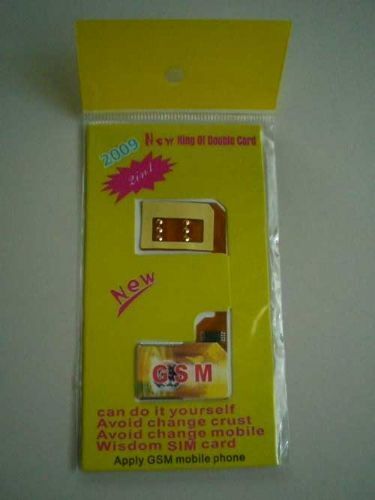 New King Of Double Card
2009
2in1
New
GSM
can do it yourself
Avoid change crust
Avoid change mobile
Wisdom SIM card
Apply GSM mobile phone